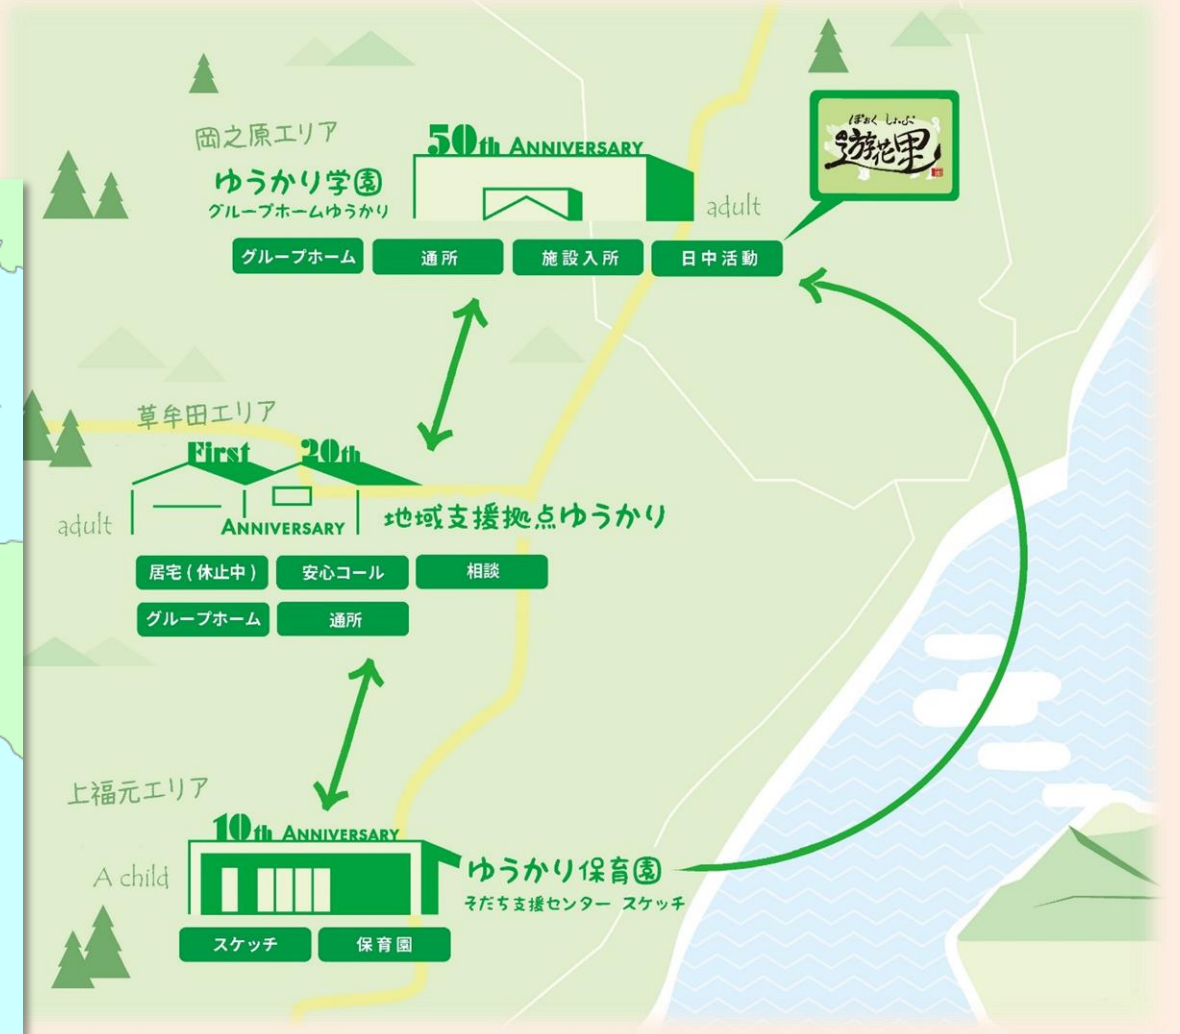 岡之原エリア
50th ANNIVERSARY
ゆうかり学園
グループホームゆうかり
adult
ぽぉく しょっぷ
遊花里
グループホーム
通所
施設入所
日中活動
草牟田エリア
First 20th
ANNIVERSARY
adult
地域支援拠点ゆうかり
居宅(休止中)
安心コール
相談
グループホーム
通所
上福元エリア
10th ANNIVERSARY
A child
ゆうかり保育園
そだち支援センター スケッチ
スケッチ
保育園